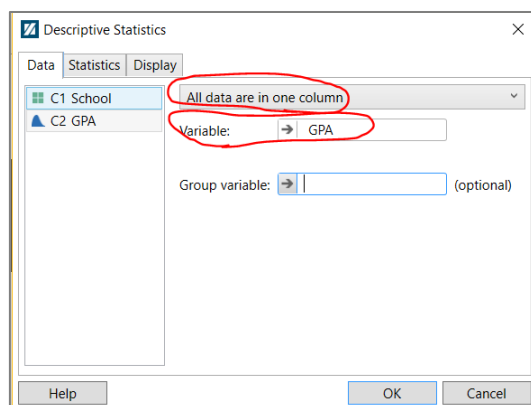 Descriptive Statistics
Data Statistics Display
C1 School
C2 GPA
All data are in one column
Variable: GPA
Group variable: (optional)
Help OK Cancel